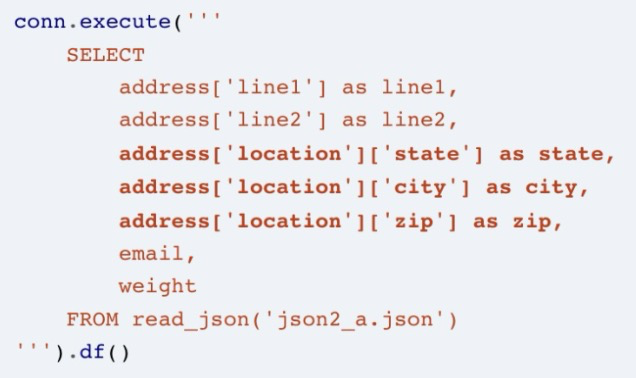 conn.execute('''
    SELECT
        address['line1'] as line1,
        address['line2'] as line2,
        address['location']['state'] as state,
        address['location']['city'] as city,
        address['location']['zip'] as zip,
        email,
        weight
    FROM read_json('json2_a.json')
''').df()